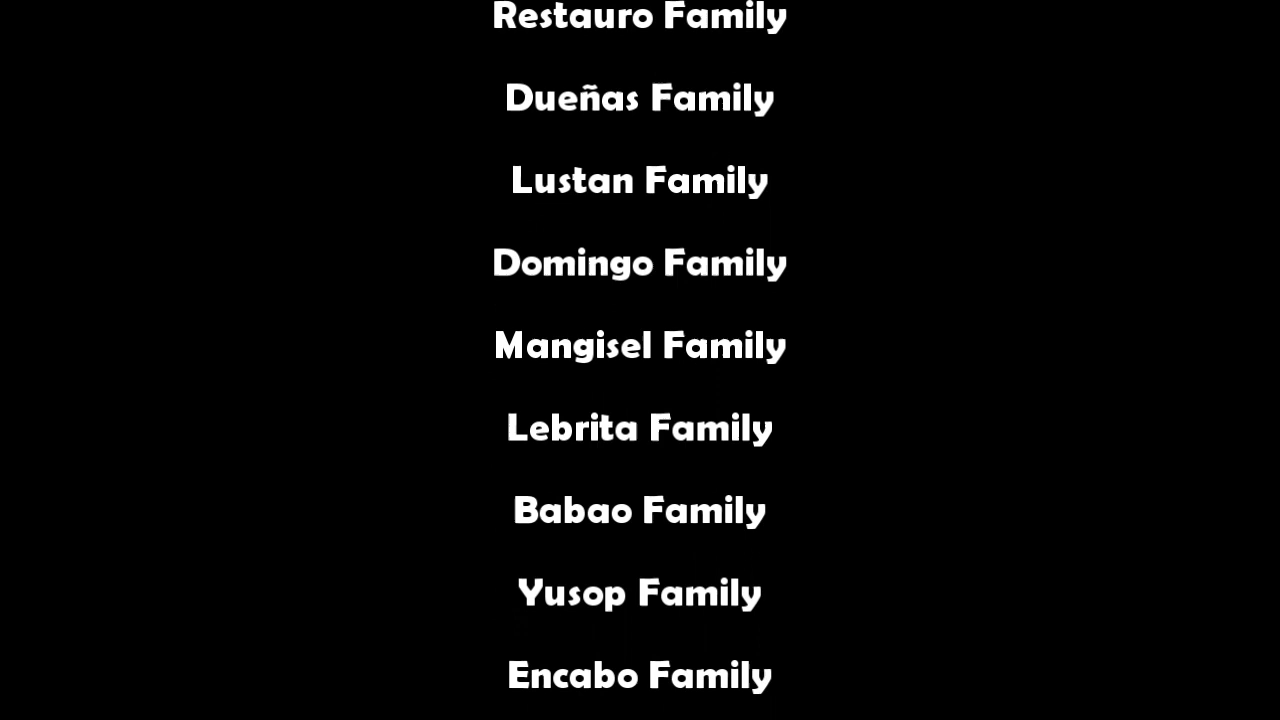 Restauro Family
Dueñas Family
Lustan Family
Domingo Family
Mangisel Family
Lebrita Family
Babao Family
Yusop Family
Encabo Family